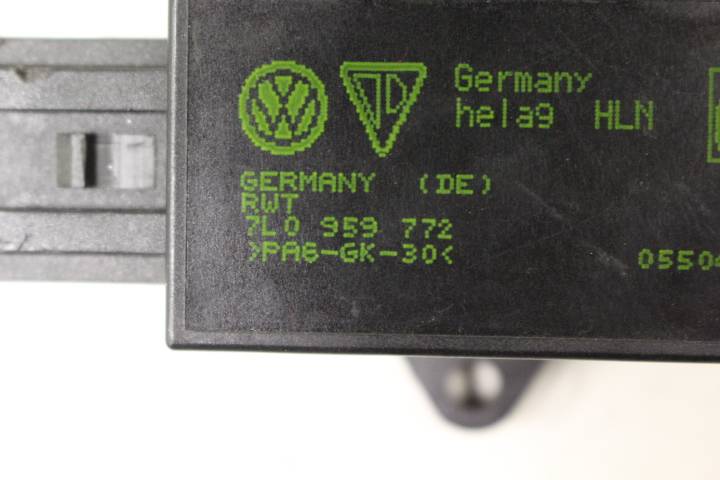 Germany
hela9 HLN
GERMANY (DE)
RWT
7L0 959 772
>PA6-GK-30<